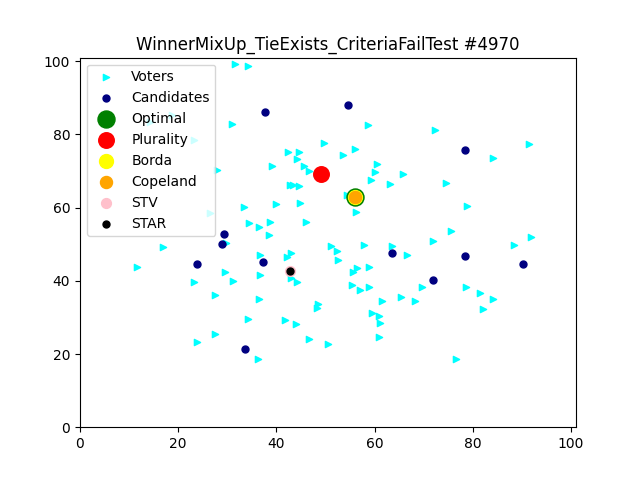 WinnerMixUp_TieExists_CriteriaFailTest #4970
100
80
60
40
20
0
0 20 40 60 80 100
Voters
Candidates
Optimal
Plurality
Borda
Copeland
STV
STAR